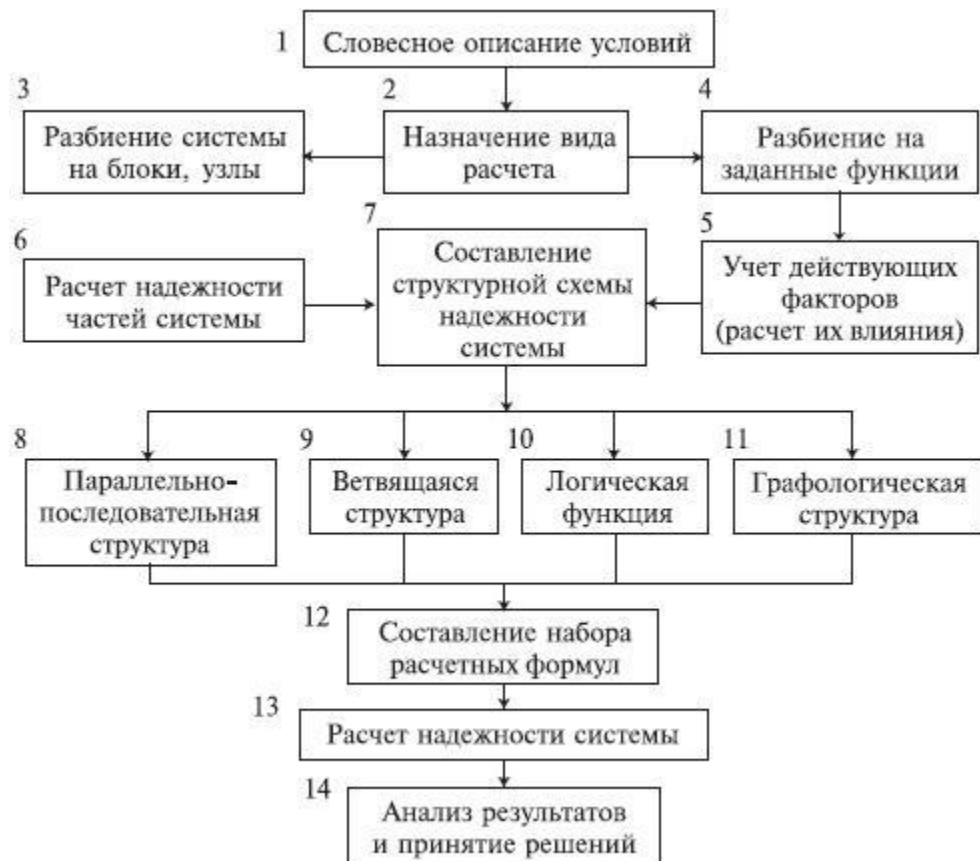 1
Словесное описание условий
3
Разбиение системы
на блоки, узлы
2
Назначение вида
расчета
4
Разбиение на
заданные функции
6
Расчет надежности
частей системы
7
Составление
структурной схемы
надежности
системы
5
Учет действующих
факторов
(расчет их влияния)
8
Параллельно-
последовательная
структура
9
Ветвящаяся
структура
10
Логическая
функция
11
Графологическая
структура
12
Составление набора
расчетных формул
13
Расчет надежности системы
14
Анализ результатов
и принятие решений